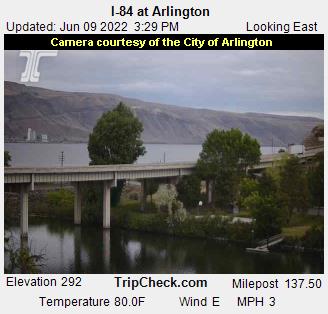 I-84 at Arlington
Updated: Jun 09 2022 3:29 PM Looking East
Camera courtesy of the City of Arlington
Elevation 292 TripCheck.com Milepost 137.50
Temperature 80.0F Wind E MPH 3